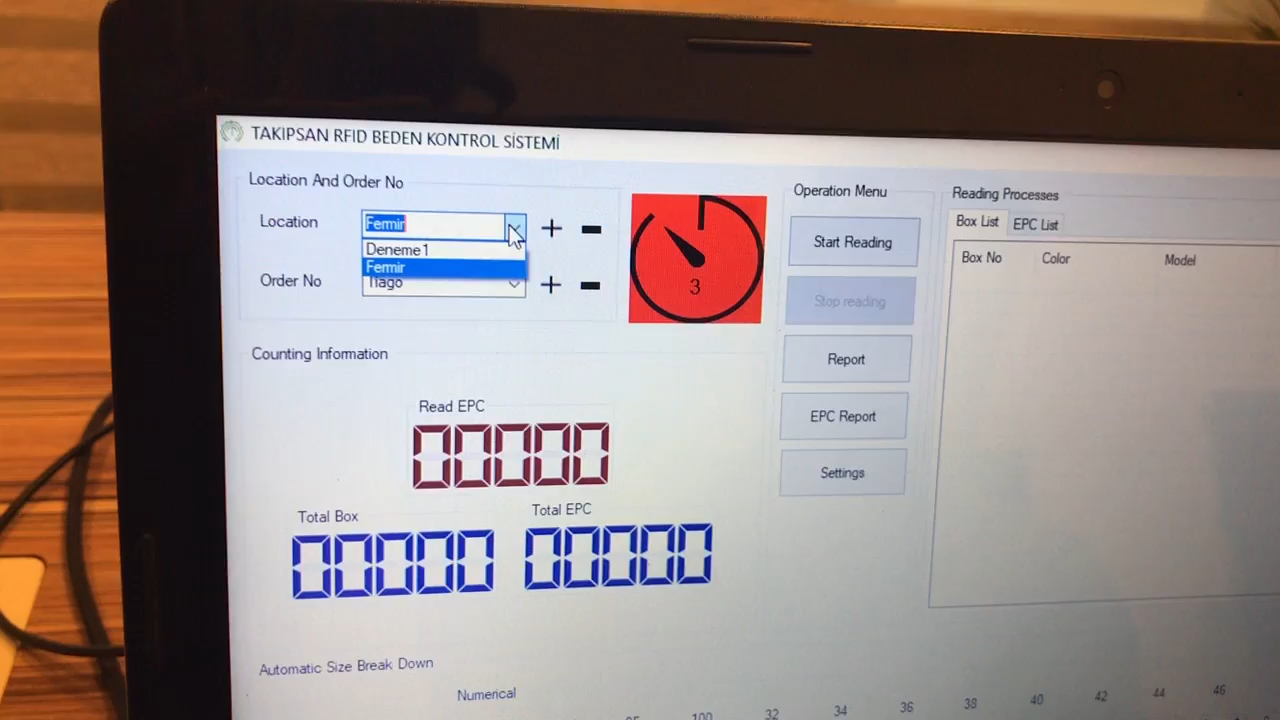 TAKIPSAN RFID BEDEN KONTROL SİSTEMİ
Location And Order No
Location
Fermir
Deneme1
Fermir
Order No
Tiago
3
Operation Menu
Start Reading
Stop reading
Report
EPC Report
Settings
Reading Processes
Box List EPC List
Box No Color Model
Counting Information
Read EPC
00000
Total Box
00000
Total EPC
00000
Automatic Size Break Down
Numerical
100 32 34 36 38 40 42 44 46